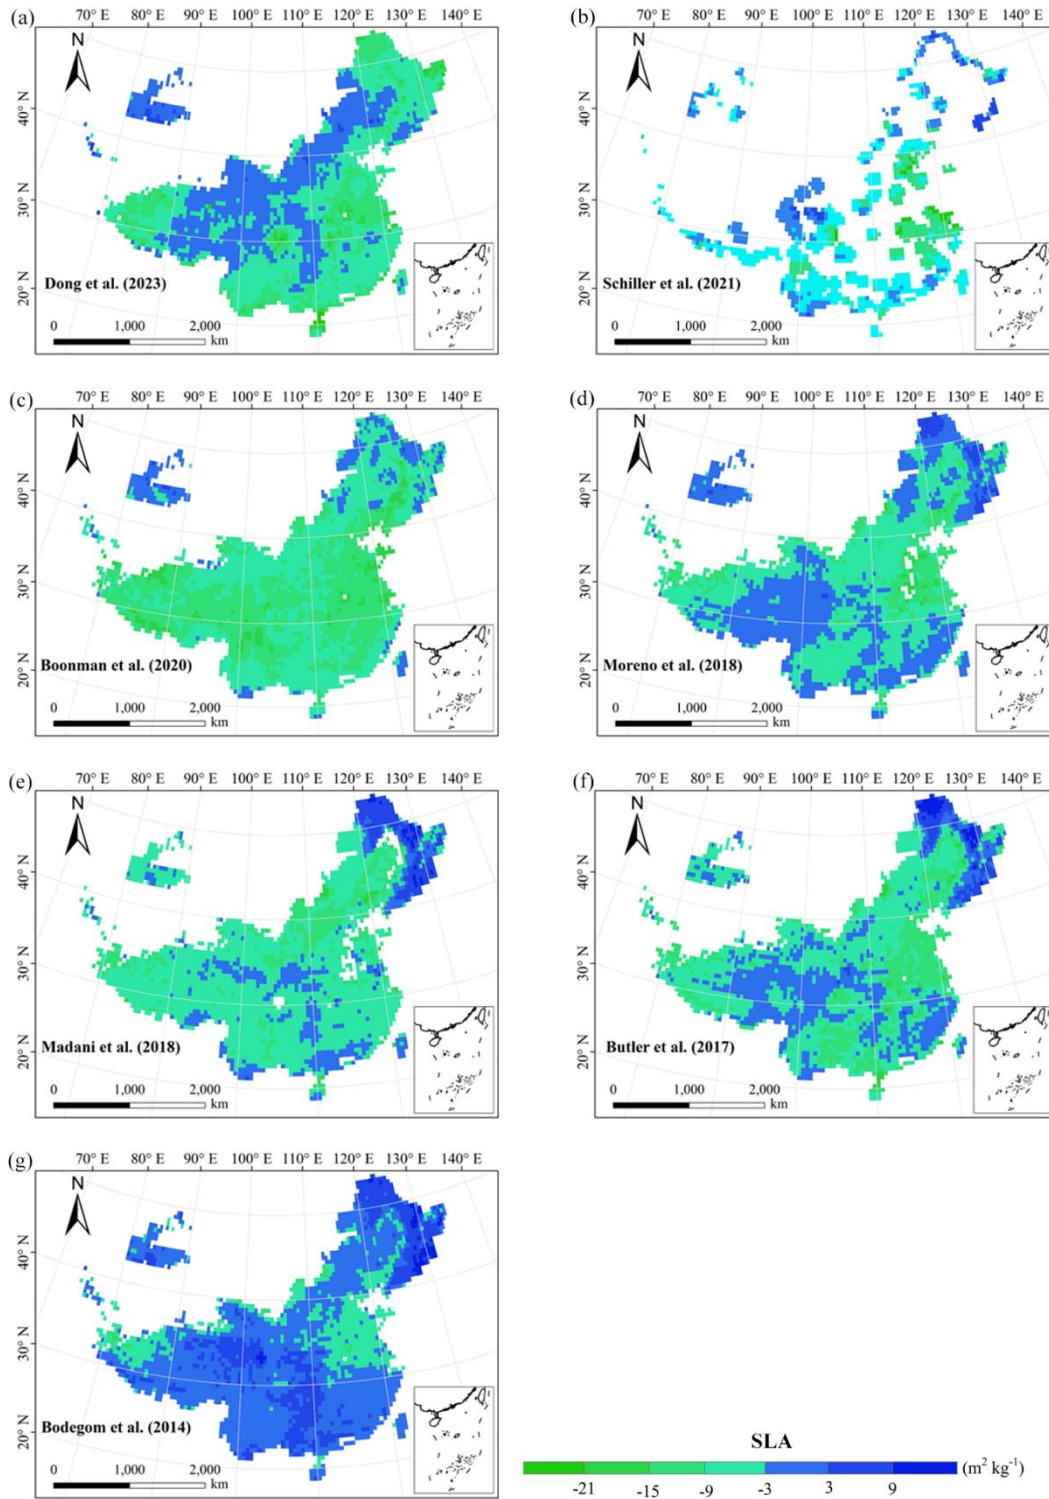 (a)
70° E 80° E 90° E 100° E 110° E 120° E 130° E 140° E
N
40° N
30° N
20° N
Dong et al. (2023)
0 1,000 2,000
km
(b)
70° E 80° E 90° E 100° E 110° E 120° E 130° E 140° E
N
40° N
30° N
20° N
Schiller et al. (2021)
0 1,000 2,000
km
(c)
70° E 80° E 90° E 100° E 110° E 120° E 130° E 140° E
N
40° N
30° N
20° N
Boonman et al. (2020)
0 1,000 2,000
km
(d)
70° E 80° E 90° E 100° E 110° E 120° E 130° E 140° E
N
40° N
30° N
20° N
Moreno et al. (2018)
0 1,000 2,000
km
(e)
70° E 80° E 90° E 100° E 110° E 120° E 130° E 140° E
N
40° N
30° N
20° N
Madani et al. (2018)
0 1,000 2,000
km
(f)
70° E 80° E 90° E 100° E 110° E 120° E 130° E 140° E
N
40° N
30° N
20° N
Butler et al. (2017)
0 1,000 2,000
km
(g)
70° E 80° E 90° E 100° E 110° E 120° E 130° E 140° E
N
40° N
30° N
20° N
Bodegom et al. (2014)
0 1,000 2,000
km
SLA
(m² kg⁻¹)
-21 -15 -9 -3 3 9